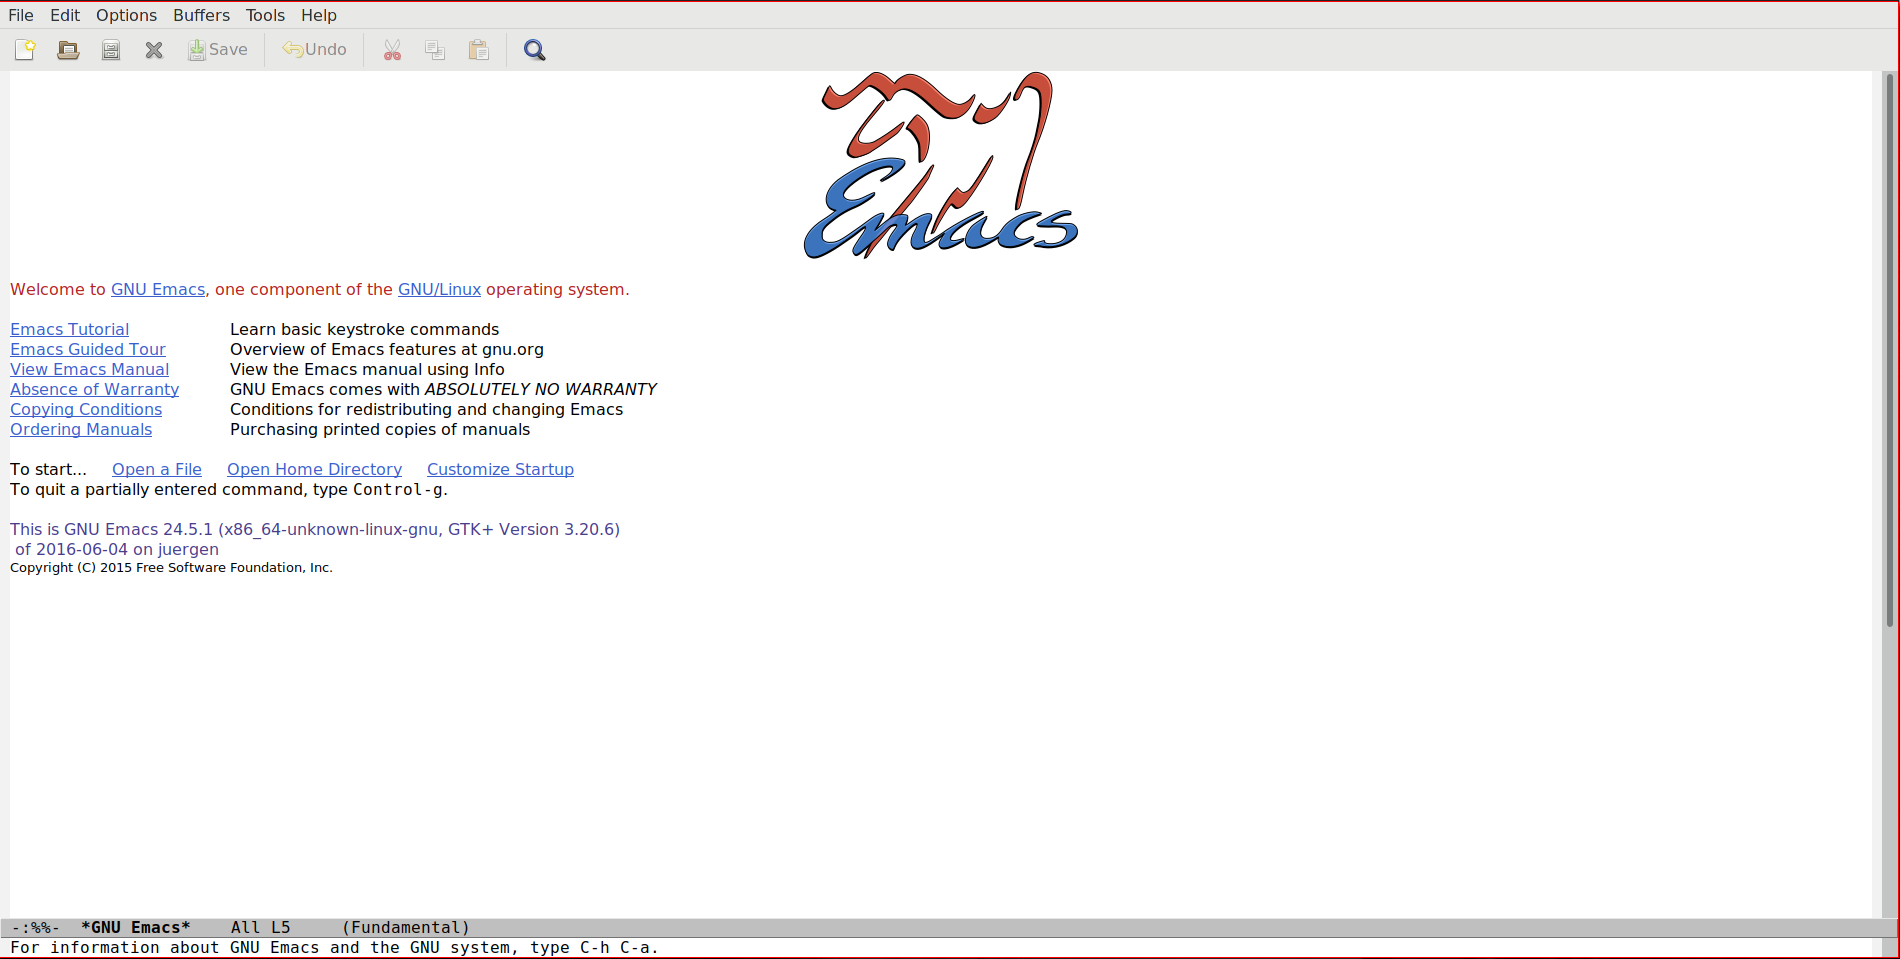 File Edit Options Buffers Tools Help
Save Undo
Emacs
Welcome to GNU Emacs, one component of the GNU/Linux operating system.
Emacs Tutorial Learn basic keystroke commands
Emacs Guided Tour Overview of Emacs features at gnu.org
View Emacs Manual View the Emacs manual using Info
Absence of Warranty GNU Emacs comes with ABSOLUTELY NO WARRANTY
Copying Conditions Conditions for redistributing and changing Emacs
Ordering Manuals Purchasing printed copies of manuals
To start... Open a File Open Home Directory Customize Startup
To quit a partially entered command, type Control-g.
This is GNU Emacs 24.5.1 (x86_64-unknown-linux-gnu, GTK+ Version 3.20.6)
of 2016-06-04 on juergen
Copyright (C) 2015 Free Software Foundation, Inc.
-:%%- *GNU Emacs* All L5 (Fundamental)
For information about GNU Emacs and the GNU system, type C-h C-a.